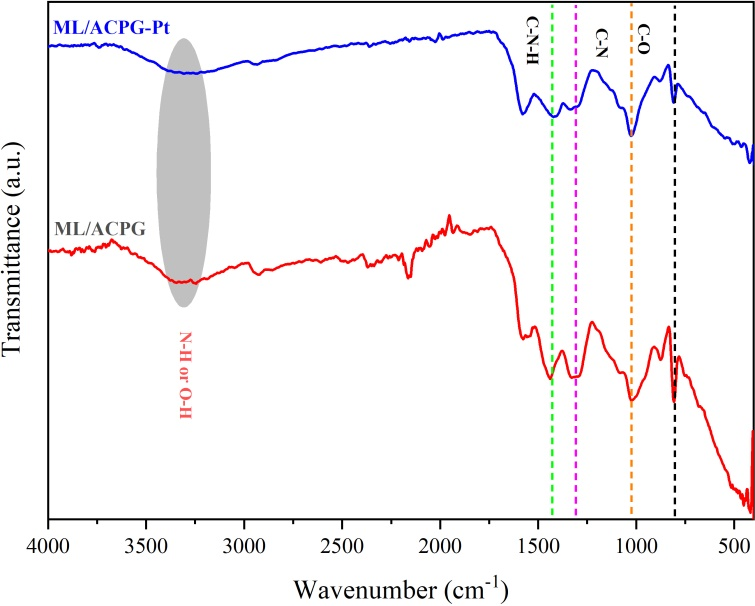 ML/ACPG-Pt
C-N-H
C-N
C-O
ML/ACPG
N-H or O-H
Transmittance (a.u.)
4000 3500 3000 2500 2000 1500 1000 500
Wavenumber (cm⁻¹)